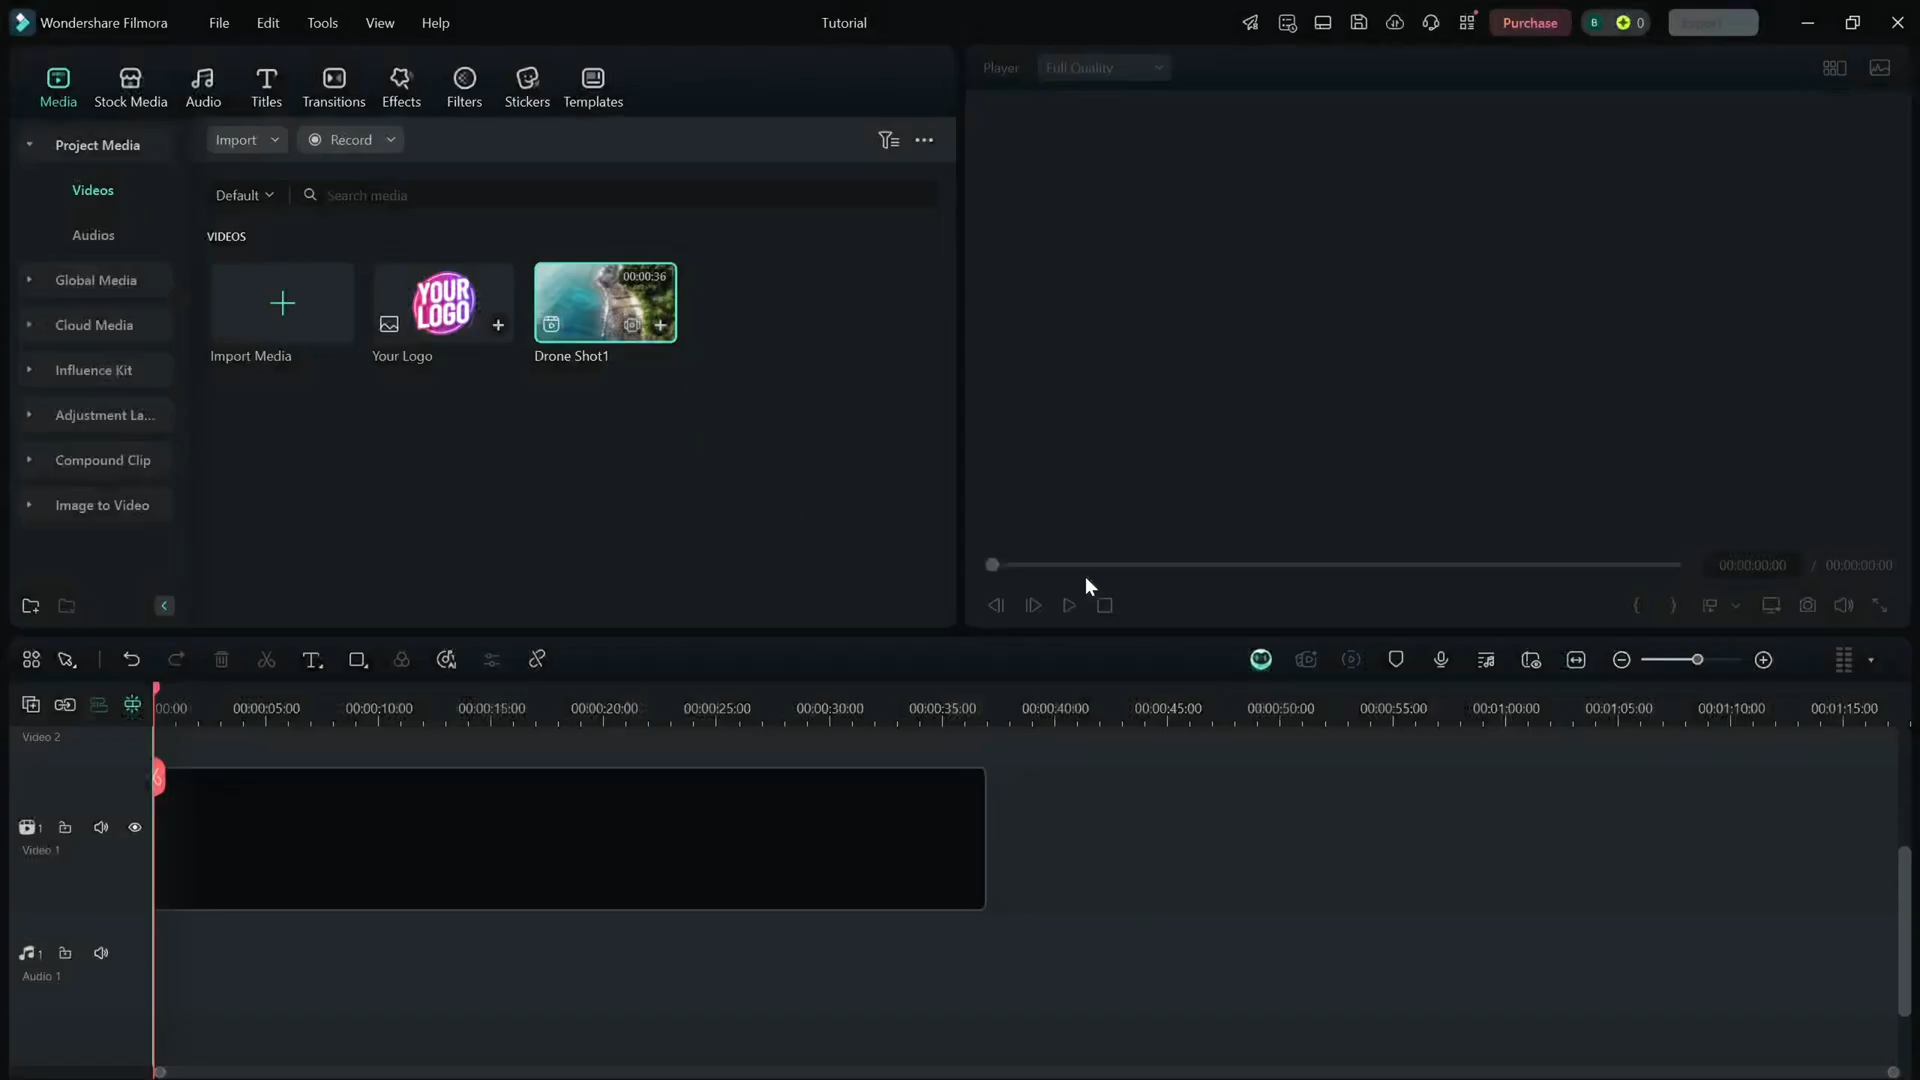 Wondershare Filmora File Edit Tools View Help Tutorial Purchase B 0
Media Stock Media Audio Titles Transitions Effects Filters Stickers Templates
Player Full Quality
Project Media
Import Record
Videos
Default Search media
Audios
VIDEOS
Global Media
00:00:36
YOUR
LOGO
Cloud Media
Import Media Your Logo Drone Shot1
Influence Kit
Adjustment La...
Compound Clip
Image to Video
00:00:00:00 / 00:00:00:00
00:00 00:00:05:00 00:00:10:00 00:00:15:00 00:00:20:00 00:00:25:00 00:00:30:00 00:00:35:00 00:00:40:00 00:00:45:00 00:00:50:00 00:00:55:00 00:01:00:00 00:01:05:00 00:01:10:00 00:01:15:00
Video 2
1
Video 1
1
Audio 1